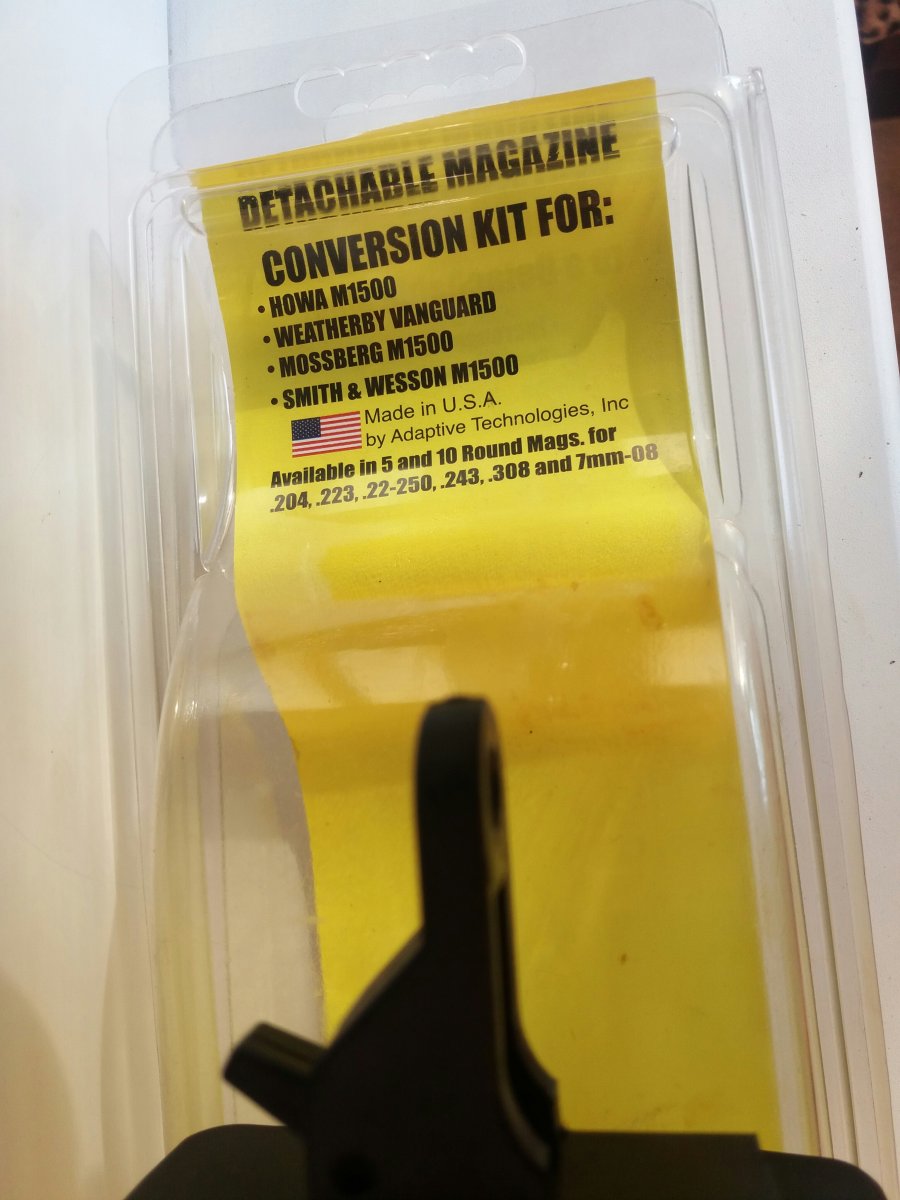 DETACHABLE MAGAZINE
CONVERSION KIT FOR:
• HOWA M1500
• WEATHERBY VANGUARD
• MOSSBERG M1500
• SMITH & WESSON M1500
Made in U.S.A.
by Adaptive Technologies, Inc
Available in 5 and 10 Round Mags. for
.204, .223, .22-250, .243, .308 and 7mm-08